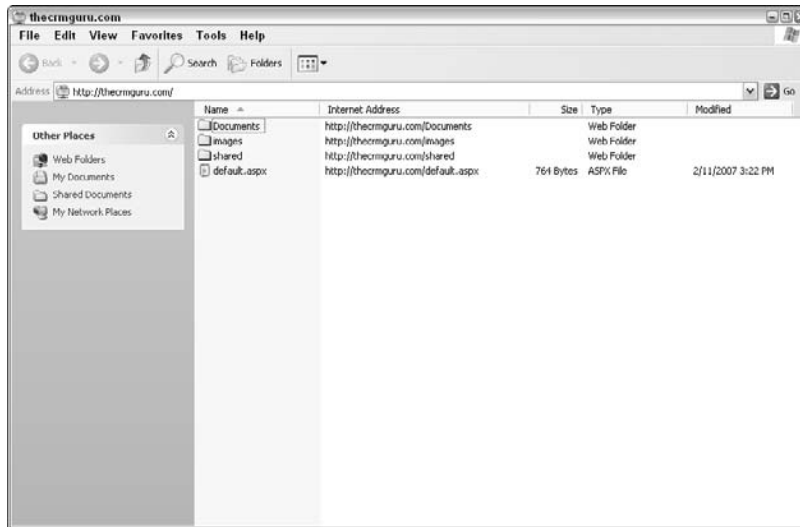 thecrmguru.com
File Edit View Favorites Tools Help
Back Search Folders
Address http://thecrmguru.com/ Go
Name Internet Address Size Type Modified
Other Places
Web Folders
My Documents
Shared Documents
My Network Places
Documents http://thecrmguru.com/Documents Web Folder
images http://thecrmguru.com/images Web Folder
shared http://thecrmguru.com/shared Web Folder
default.aspx http://thecrmguru.com/default.aspx 764 Bytes ASPX File 2/11/2007 3:22 PM